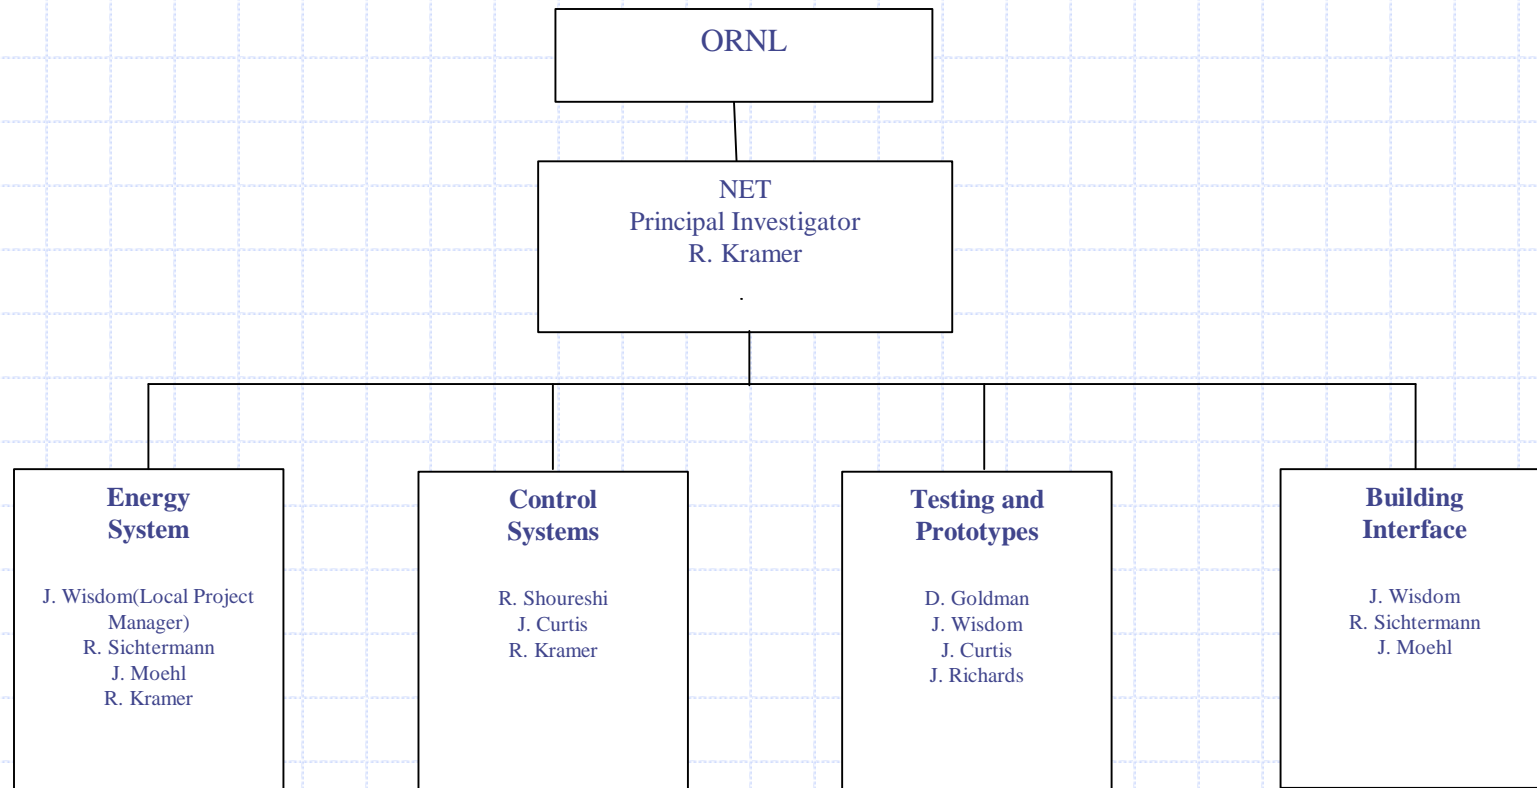 ORNL
NET
Principal Investigator
R. Kramer
.
Energy
System
J. Wisdom(Local Project
Manager)
R. Sichtermann
J. Moehl
R. Kramer
Control
Systems
R. Shoureshi
J. Curtis
R. Kramer
Testing and
Prototypes
D. Goldman
J. Wisdom
J. Curtis
J. Richards
Building
Interface
J. Wisdom
R. Sichtermann
J. Moehl